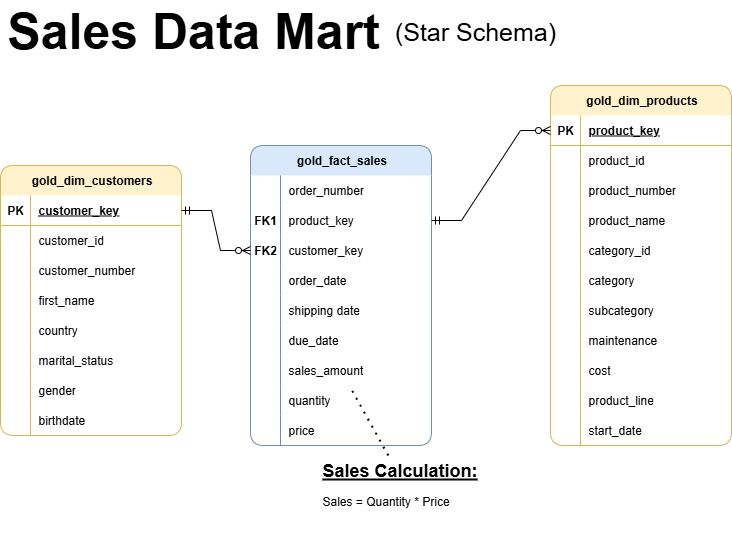 Sales Data Mart (Star Schema)
gold_dim_customers
PK customer_key
customer_id
customer_number
first_name
country
marital_status
gender
birthdate
gold_fact_sales
order_number
FK1 product_key
FK2 customer_key
order_date
shipping date
due_date
sales_amount
quantity
price
gold_dim_products
PK product_key
product_id
product_number
product_name
category_id
category
subcategory
maintenance
cost
product_line
start_date
Sales Calculation:
Sales = Quantity * Price